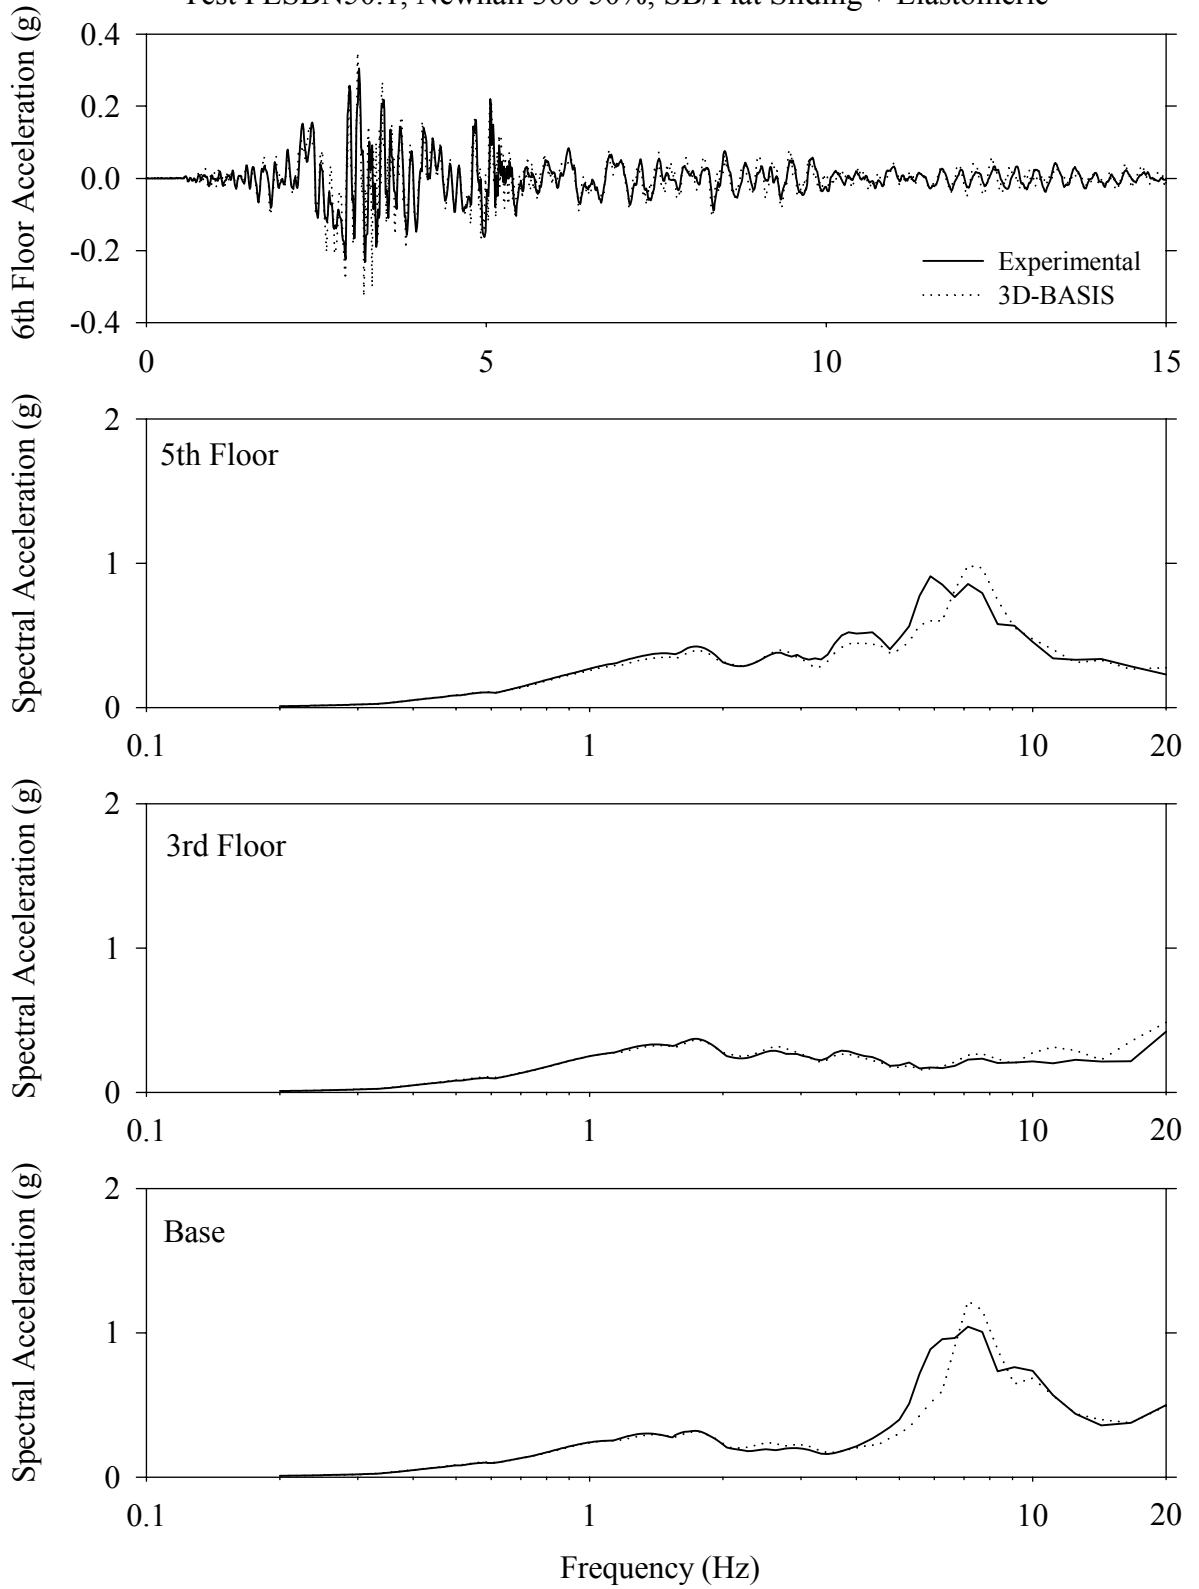 6th Floor Acceleration (g)
0.4
0.2
0.0
-0.2
-0.4
Experimental
3D-BASIS
0 5 10 15
Spectral Acceleration (g)
2
1
0
5th Floor
0.1 1 10 20
Spectral Acceleration (g)
2
1
0
3rd Floor
0.1 1 10 20
Spectral Acceleration (g)
2
1
0
Base
0.1 1 10 20
Frequency (Hz)